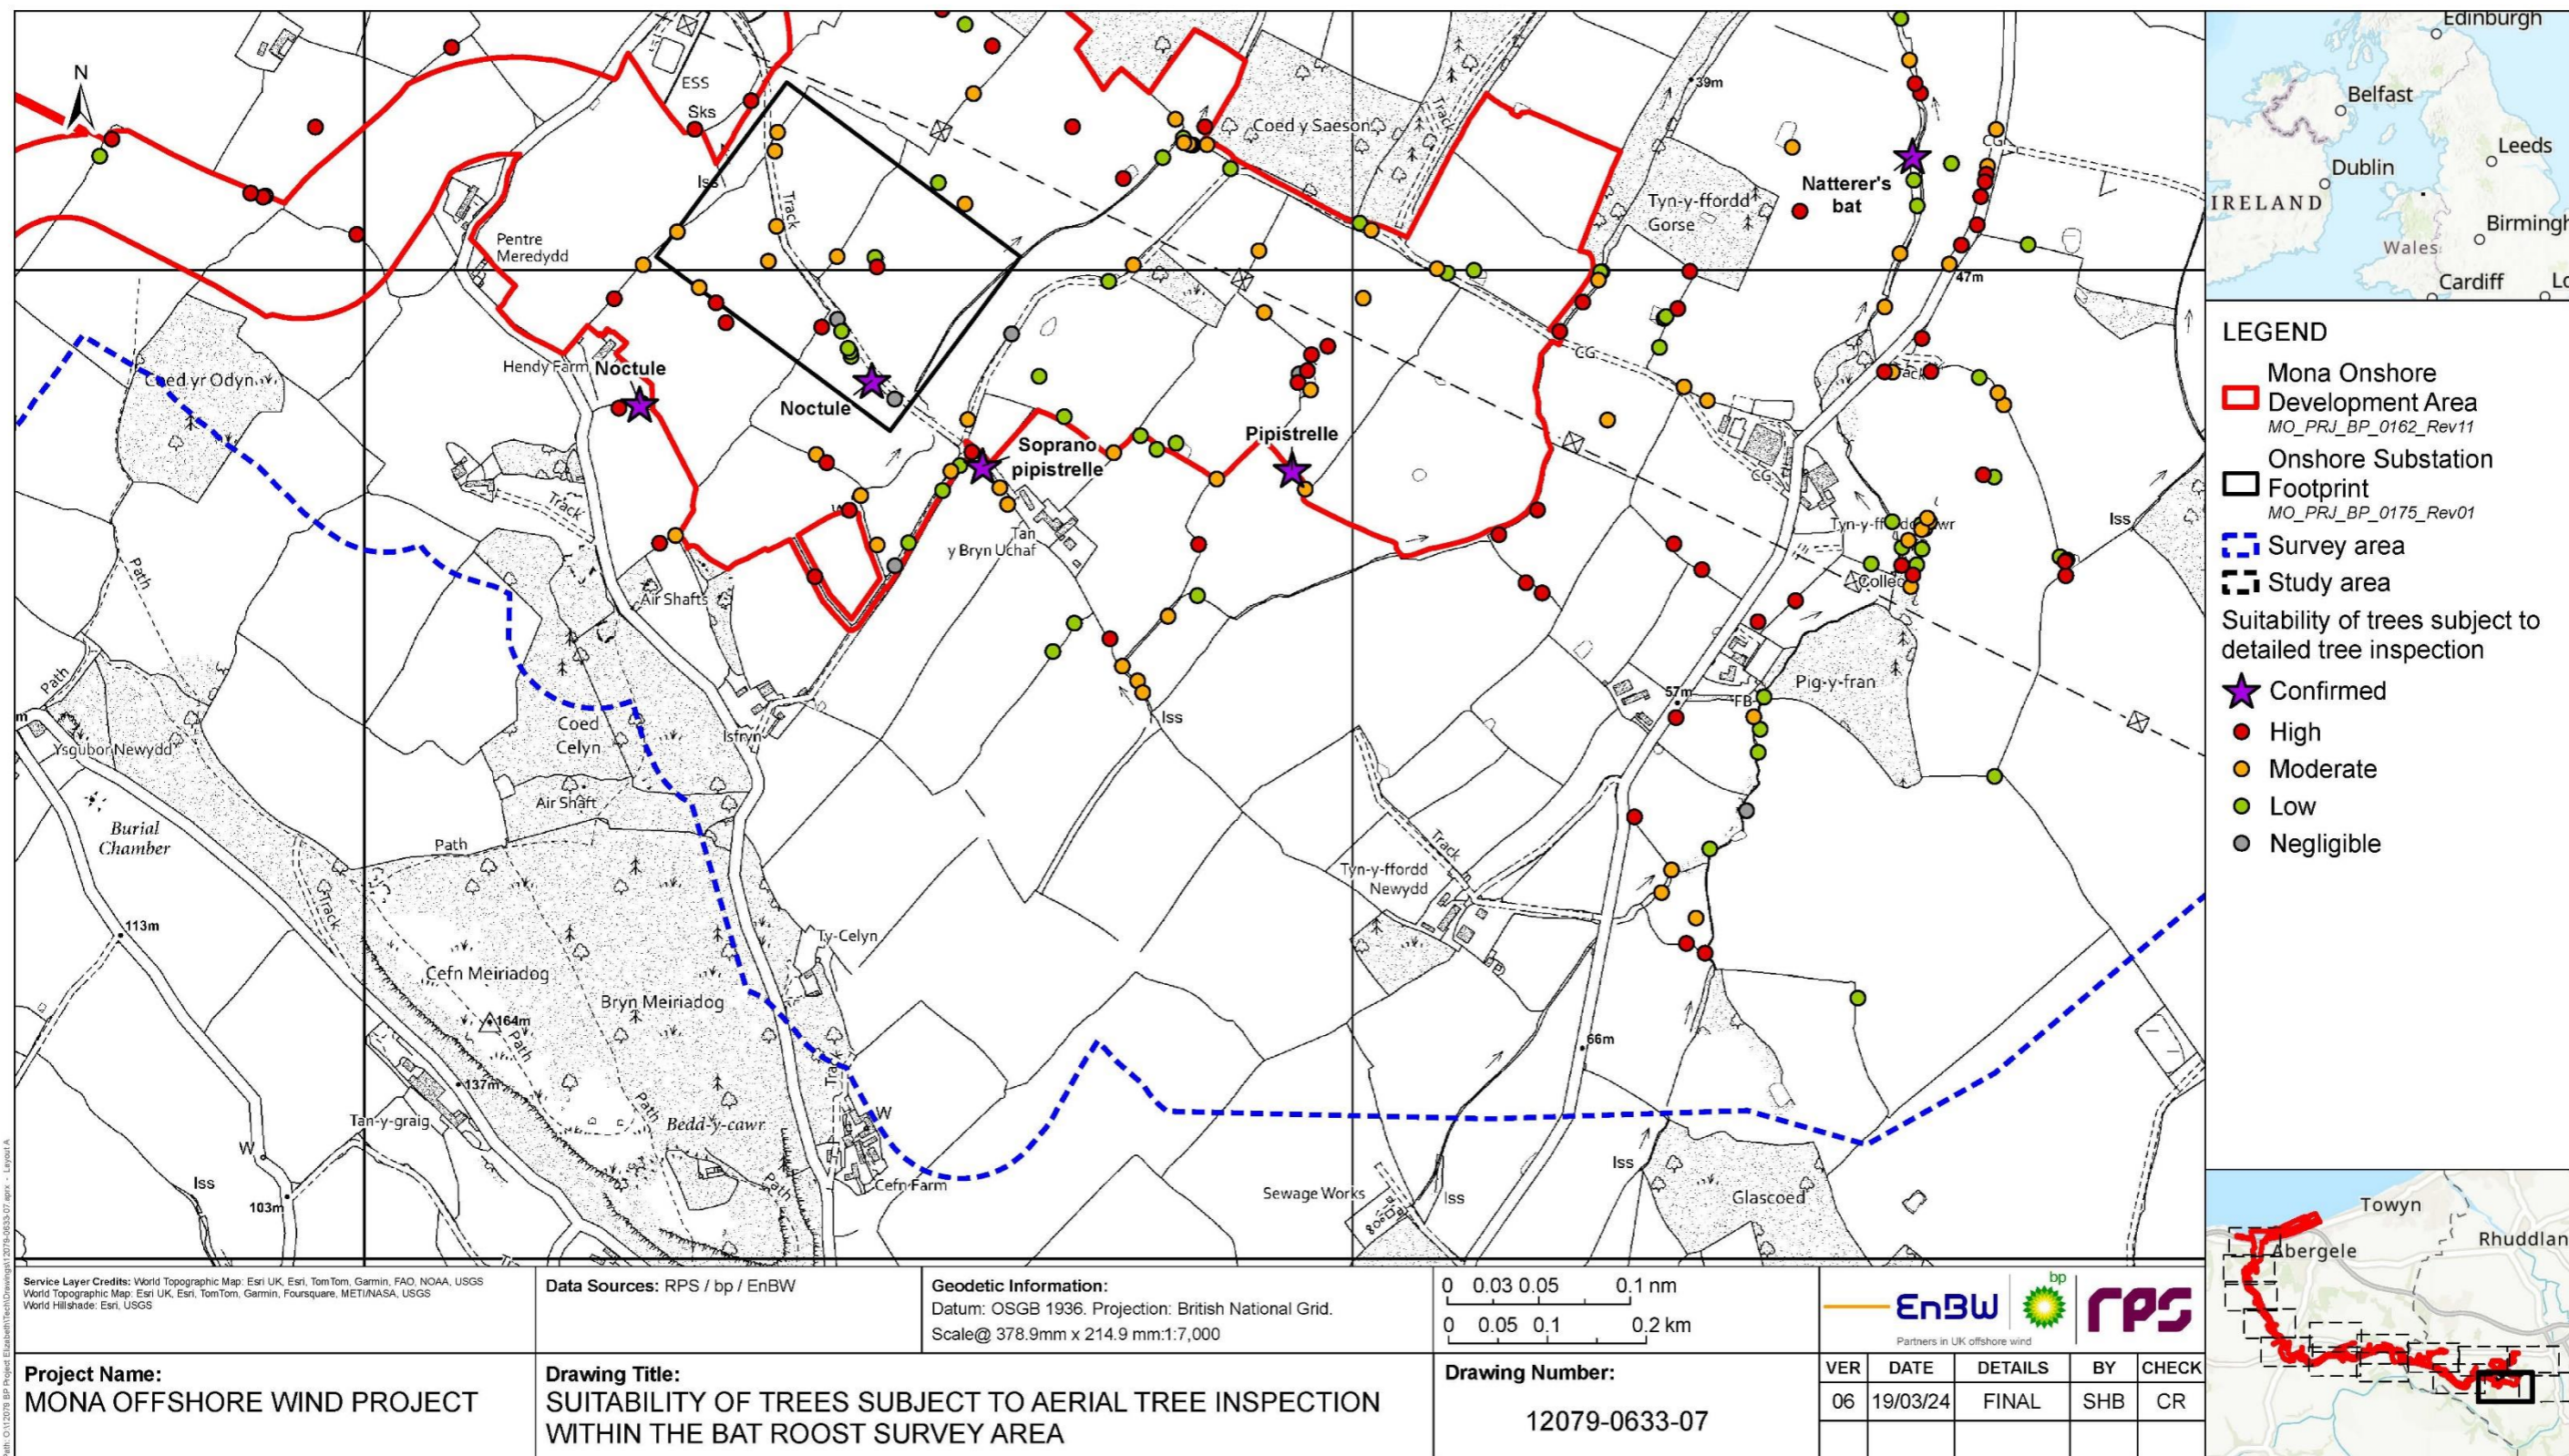 N
ESS
Sks
Iss
Track
Pentre
Meredydd
Coed yr Odyn
Hendy Farm
Noctule
Noctule
Soprano
pipistrelle
Pipistrelle
Natterer's
bat
Coed y Saeson
Track
39m
Tyn-y-ffordd
Gorse
CG
47m
CG
CG
Track
Path
Path
Air Shafts
Tan
y Bryn Uchaf
W
Iss
Iss
57m
FB
Pig-y-fran
Coed
Celyn
Isfryn
Air Shaft
Ysgubor Newydd
Burial
Chamber
Path
Track
113m
Cefn Meiriadog
164m
Path
Bryn Meiriadog
Ty-Celyn
Track
Tyn-y-ffordd
Newydd
66m
137m
Tan-y-graig
Path
Bedd-y-cawr
Path
W
Cefn Farm
W
Iss
103m
Sewage Works
Iss
Iss
Glascoed
Edinburgh
Belfast
Leeds
Dublin
IRELAND
Wales
Cardiff
LEGEND
Mona Onshore
Development Area
MO_PRJ_BP_0162_Rev11
Onshore Substation
Footprint
MO_PRJ_BP_0175_Rev01
Survey area
Study area
Suitability of trees subject to
detailed tree inspection
Confirmed
High
Moderate
Low
Negligible
Towyn
Abergele
Rhuddlan
Service Layer Credits: World Topographic Map: Esri UK, Esri, TomTom, Garmin, FAO, NOAA, USGS
World Topographic Map: Esri UK, Esri, TomTom, Garmin, Foursquare, METI/NASA, USGS
World Hillshade: Esri, USGS
Data Sources: RPS / bp / EnBW
Geodetic Information:
Datum: OSGB 1936. Projection: British National Grid.
Scale@ 378.9mm x 214.9 mm:1:7,000
0 0.03 0.05 0.1 nm
0 0.05 0.1 0.2 km
EnBW bp rps
Partners in UK offshore wind
Project Name:
MONA OFFSHORE WIND PROJECT
Drawing Title:
SUITABILITY OF TREES SUBJECT TO AERIAL TREE INSPECTION
WITHIN THE BAT ROOST SURVEY AREA
Drawing Number:
12079-0633-07
VER DATE DETAILS BY CHECK
06 19/03/24 FINAL SHB CR